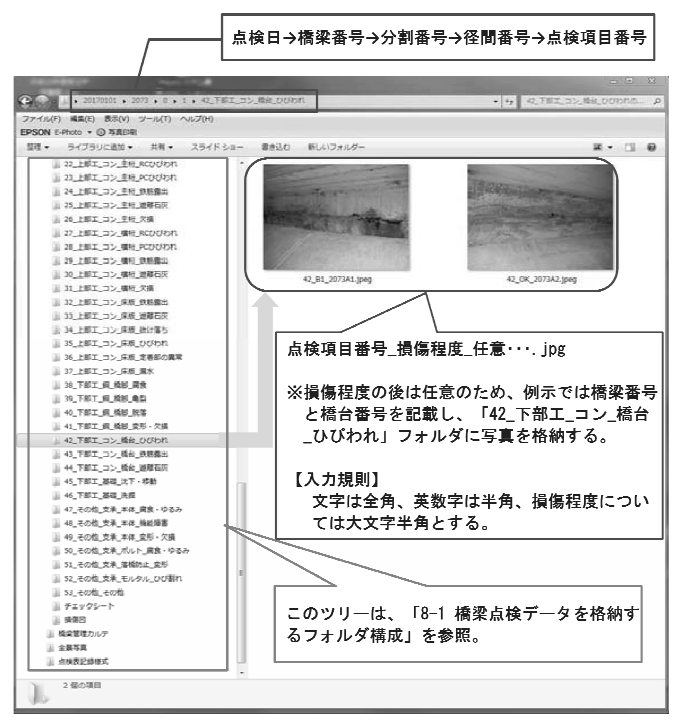 点検日→橋梁番号→分割番号→径間番号→点検項目番号
20170101 ▸ 2073 ▸ 0 ▸ 1 ▸ 42_下部工_コン_橋台_ひびわれ
42_下部工_コン_橋台_ひびわれの...
ファイル(F) 編集(E) 表示(V) ツール(T) ヘルプ(H)
EPSON E-Photo 写真印刷
整理 ライブラリに追加 共有 スライド ショー 書き込む 新しいフォルダー
22_上部工_コン_主桁_RCひびわれ
23_上部工_コン_主桁_PCひびわれ
24_上部工_コン_主桁_鉄筋露出
25_上部工_コン_主桁_遊離石灰
26_上部工_コン_主桁_欠損
27_上部工_コン_横桁_RCひびわれ
28_上部工_コン_横桁_PCひびわれ
29_上部工_コン_横桁_鉄筋露出
30_上部工_コン_横桁_遊離石灰
31_上部工_コン_横桁_欠損
32_上部工_コン_床版_鉄筋露出
33_上部工_コン_床版_遊離石灰
34_上部工_コン_床版_抜け落ち
35_上部工_コン_床版_ひびわれ
36_上部工_コン_床版_定着部の異常
37_上部工_コン_床版_漏水
38_下部工_鋼_橋脚_腐食
39_下部工_鋼_橋脚_亀裂
40_下部工_鋼_橋脚_脱落
41_下部工_鋼_橋脚_変形・欠損
42_下部工_コン_橋台_ひびわれ
43_下部工_コン_橋台_鉄筋露出
44_下部工_コン_橋台_遊離石灰
45_下部工_基礎_沈下・移動
46_下部工_基礎_洗掘
47_その他_支承_本体_腐食・ゆるみ
48_その他_支承_本体_機能障害
49_その他_支承_本体_変形・欠損
50_その他_支承_ボルト_腐食・ゆるみ
51_その他_支承_落橋防止_変形
52_その他_支承_モルタル_ひび割れ
53_その他_その他
チェックシート
損傷図
橋梁管理カルテ
全景写真
点検表記録様式
42_B1_2073A1.jpeg
42_OK_2073A2.jpeg
点検項目番号_損傷程度_任意･･･.jpg
※損傷程度の後は任意のため、例示では橋梁番号
と橋台番号を記載し、「42_下部工_コン_橋台
_ひびわれ」フォルダに写真を格納する。
【入力規則】
文字は全角、英数字は半角、損傷程度につい
ては大文字半角とする。
このツリーは、「8-1 橋梁点検データを格納す
るフォルダ構成」を参照。
2 個の項目